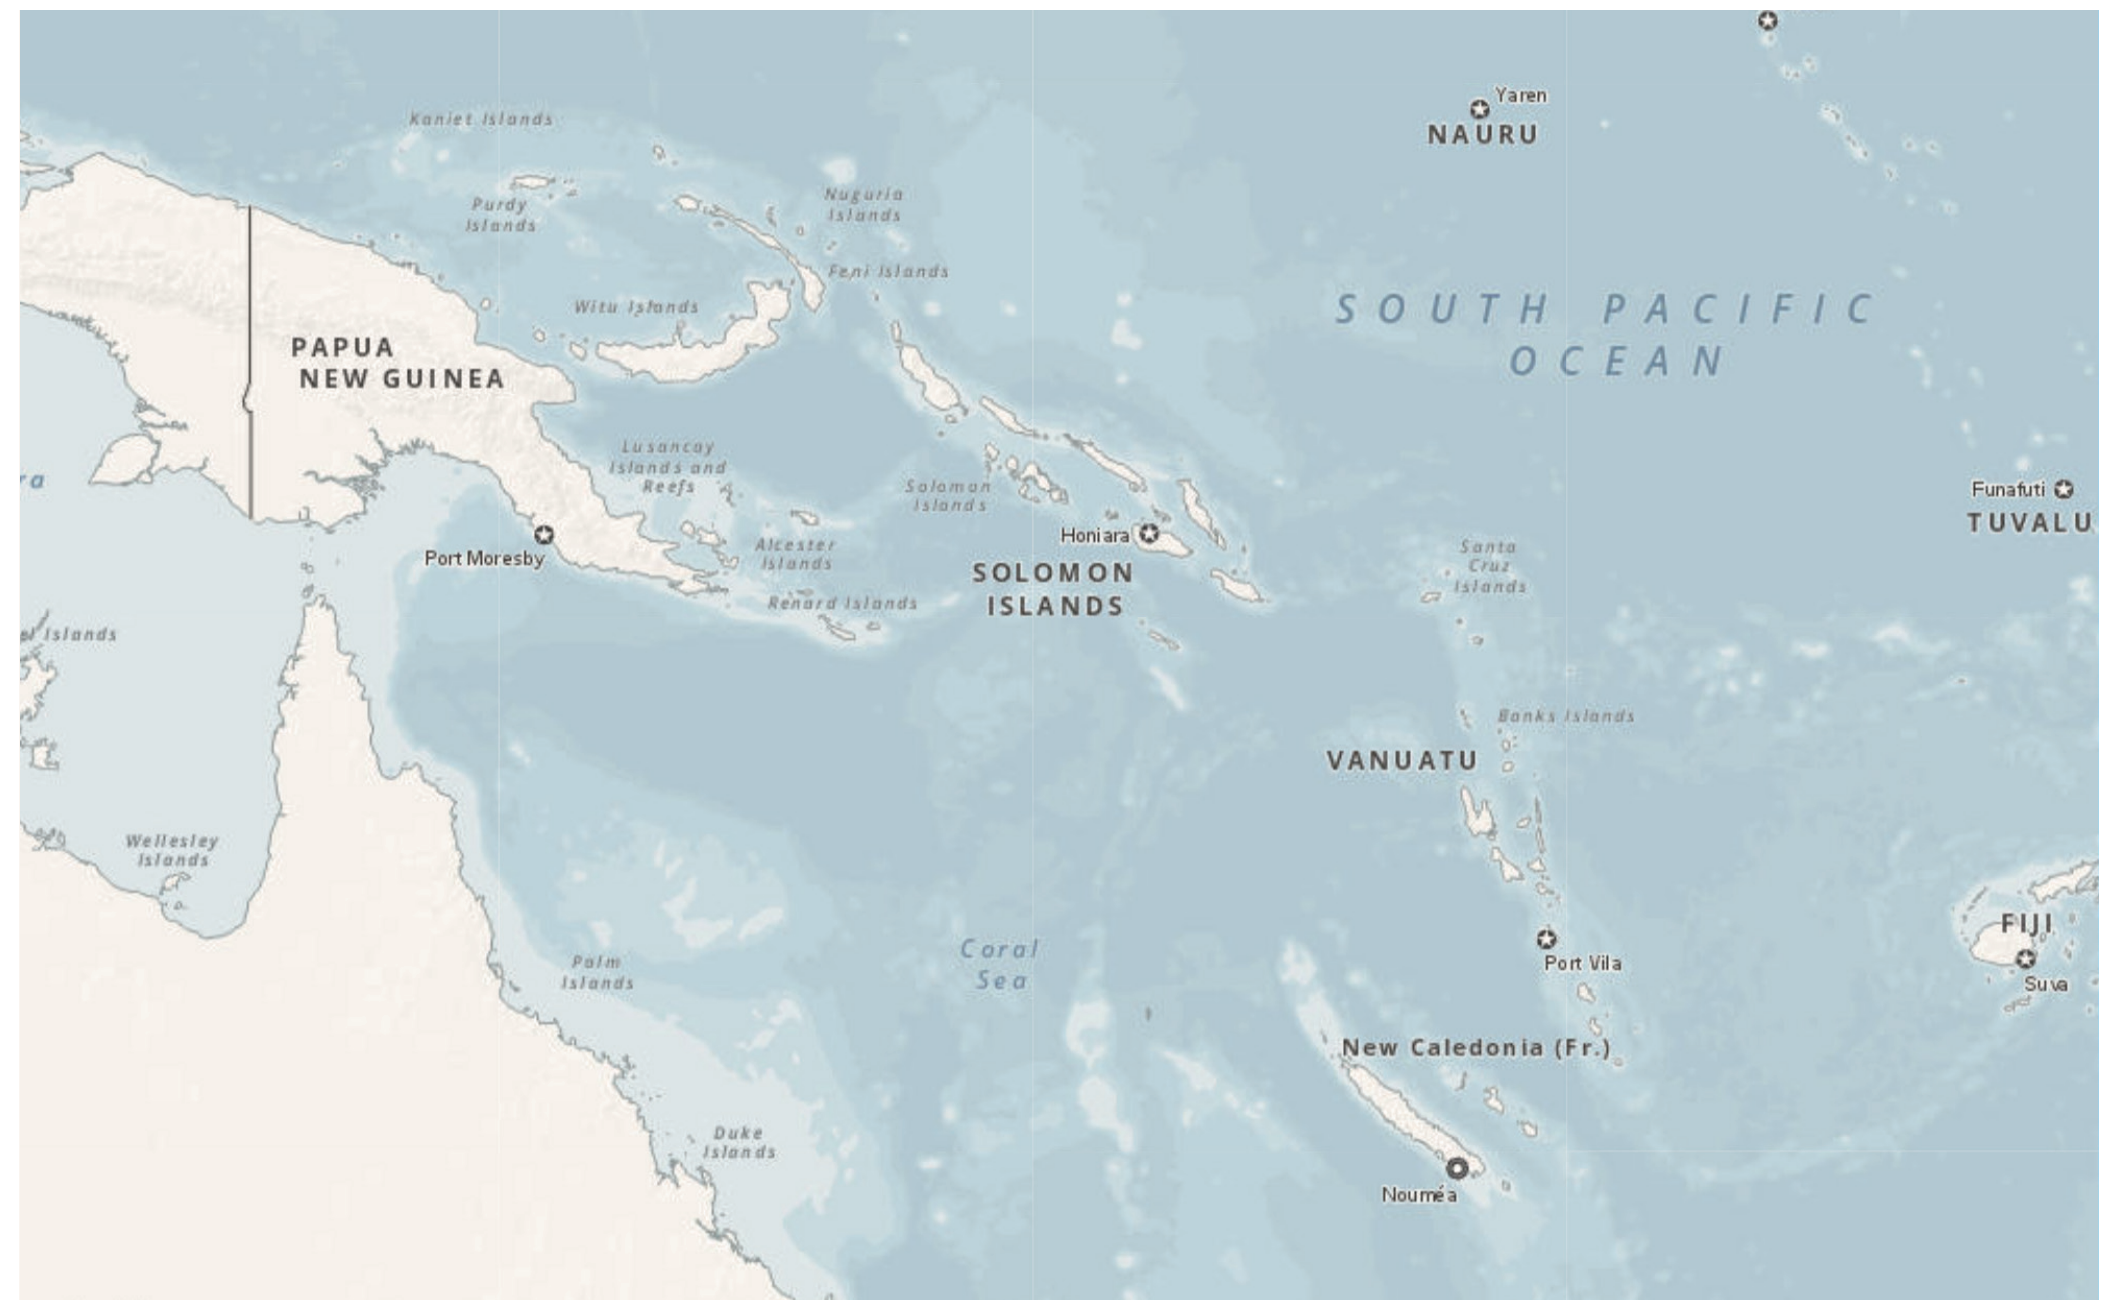 Yaren
NAURU
Kaniet Islands
Nuguria
Islands
Purdy
Islands
Feni Islands
Witu Islands
SOUTH PACIFIC
OCEAN
PAPUA
NEW GUINEA
Lusancay
Islands and
Reefs
Solomon
Islands
Funafuti
TUVALU
Port Moresby
Honiara
Alcester
Islands
Santa
Cruz
Islands
SOLOMON
ISLANDS
Renard Islands
Islands
Banks Islands
VANUATU
Wellesley
Islands
FIJI
Coral
Sea
Port Vila
Palm
Islands
Suva
New Caledonia (Fr.)
Duke
Islands
Nouméa